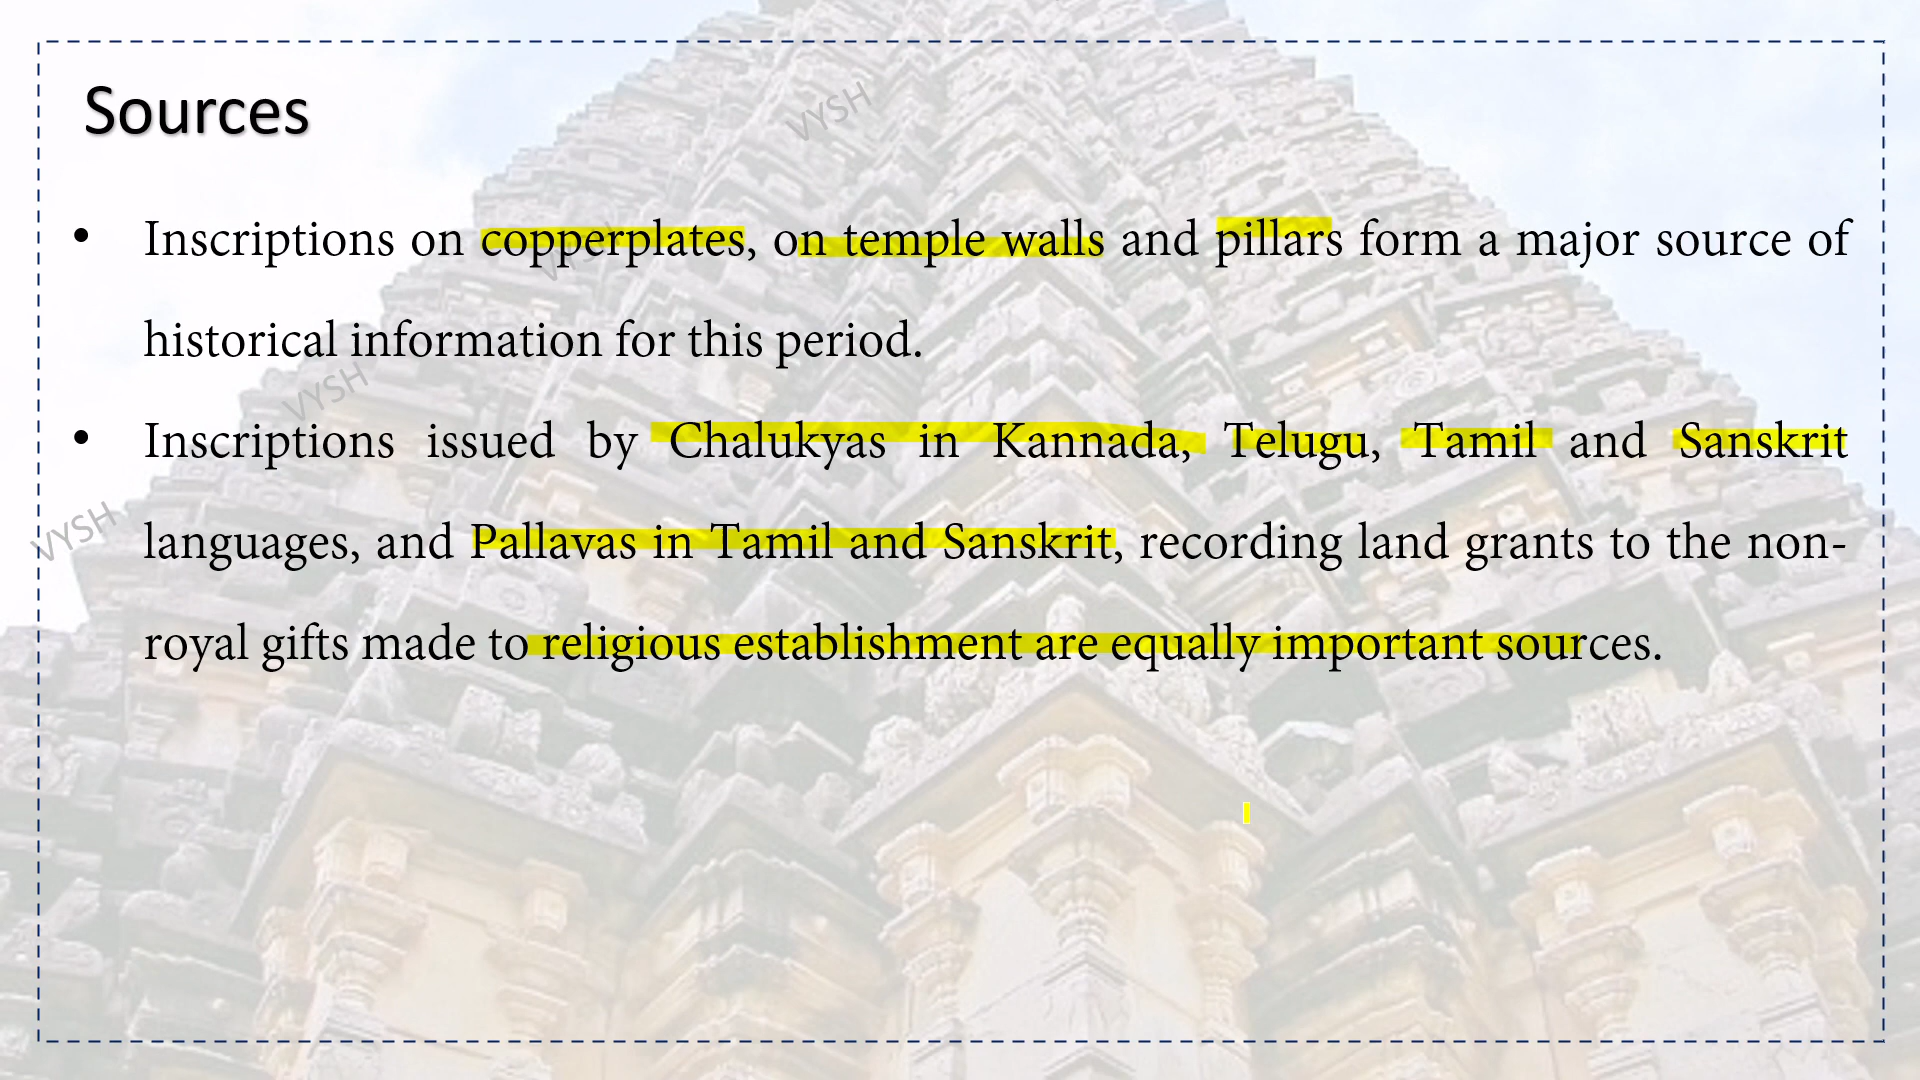 Sources
VYSH
• Inscriptions on copperplates, on temple walls and pillars form a major source of
VYSH
historical information for this period.
VYSH
• Inscriptions issued by Chalukyas in Kannada, Telugu, Tamil and Sanskrit
VYSH
languages, and Pallavas in Tamil and Sanskrit, recording land grants to the non-
royal gifts made to religious establishment are equally important sources.